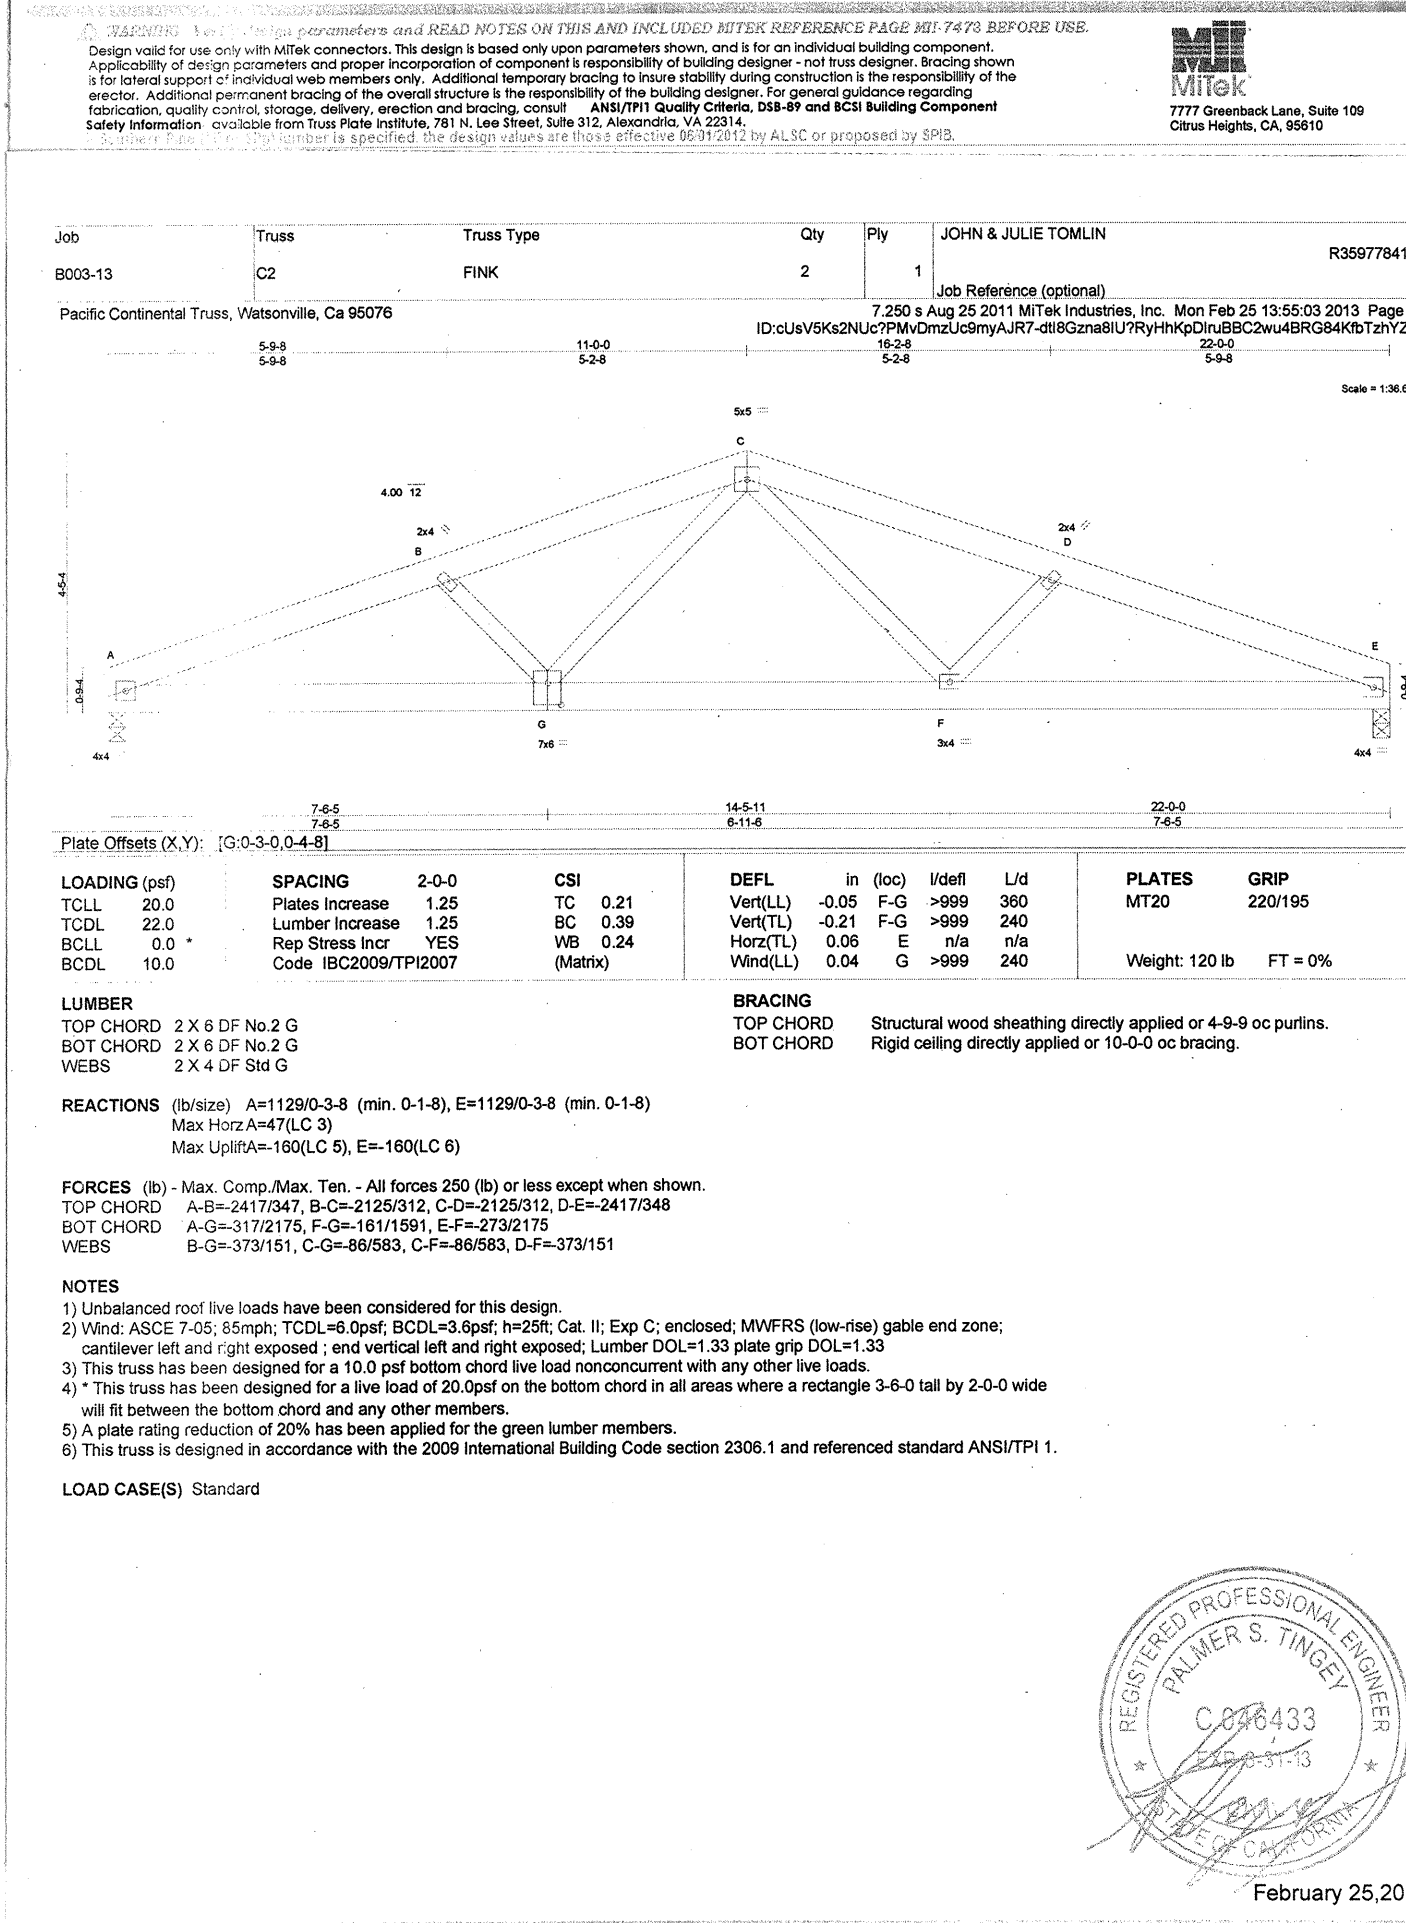 WARNING - Verify design parameters and READ NOTES ON THIS AND INCLUDED MITEK REFERENCE PAGE MII-7473 BEFORE USE.
Design valid for use only with MiTek connectors. This design is based only upon parameters shown, and is for an individual building component.
Applicability of design parameters and proper incorporation of component is responsibility of building designer - not truss designer. Bracing shown
is for lateral support of individual web members only. Additional temporary bracing to insure stability during construction is the responsibility of the
erector. Additional permanent bracing of the overall structure is the responsibility of the building designer. For general guidance regarding
fabrication, quality control, storage, delivery, erection and bracing, consult ANSI/TPI1 Quality Criteria, DSB-89 and BCSI Building Component
Safety Information available from Truss Plate Institute, 781 N. Lee Street, Suite 312, Alexandria, VA 22314.
Southern Pine lumber is specified, the design values are those effective 06/01/2012 by ALSC or proposed by SPIB.
MiTek
7777 Greenback Lane, Suite 109
Citrus Heights, CA, 95610
Job Truss Truss Type Qty Ply JOHN & JULIE TOMLIN
R35977841
B003-13 C2 FINK 2 1
Job Reference (optional)
Pacific Continental Truss, Watsonville, Ca 95076 7.250 s Aug 25 2011 MiTek Industries, Inc. Mon Feb 25 13:55:03 2013 Page
5-9-8 11-0-0 16-2-8 22-0-0
5-9-8 5-2-8 5-2-8 5-9-8
Scale = 1:36.6
5x5 =
C
4.00 12
2x4
B
2x4
D
4-5-4
A
E
0-9-4
0-9-4
G
F
7x6 =
3x4 =
4x4
4x4 =
7-6-5 14-5-11 22-0-0
7-6-5 6-11-6 7-6-5
Plate Offsets (X,Y): [G:0-3-0,0-4-8]
LOADING (psf) SPACING 2-0-0 CSI DEFL in (loc) l/defl L/d PLATES GRIP
TCLL 20.0 Plates Increase 1.25 TC 0.21 Vert(LL) -0.05 F-G >999 360 MT20 220/195
TCDL 22.0 Lumber Increase 1.25 BC 0.39 Vert(TL) -0.21 F-G >999 240
BCLL 0.0 * Rep Stress Incr YES WB 0.24 Horz(TL) 0.06 E n/a n/a
BCDL 10.0 Code IBC2009/TPI2007 (Matrix) Wind(LL) 0.04 G >999 240 Weight: 120 lb FT = 0%
LUMBER
TOP CHORD 2 X 6 DF No.2 G
BOT CHORD 2 X 6 DF No.2 G
WEBS 2 X 4 DF Std G
BRACING
TOP CHORD Structural wood sheathing directly applied or 4-9-9 oc purlins.
BOT CHORD Rigid ceiling directly applied or 10-0-0 oc bracing.
REACTIONS (lb/size) A=1129/0-3-8 (min. 0-1-8), E=1129/0-3-8 (min. 0-1-8)
Max HorzA=47(LC 3)
Max UpliftA=-160(LC 5), E=-160(LC 6)
FORCES (lb) - Max. Comp./Max. Ten. - All forces 250 (lb) or less except when shown.
TOP CHORD A-B=-2417/347, B-C=-2125/312, C-D=-2125/312, D-E=-2417/348
BOT CHORD A-G=-317/2175, F-G=-161/1591, E-F=-273/2175
WEBS B-G=-373/151, C-G=-86/583, C-F=-86/583, D-F=-373/151
NOTES
1) Unbalanced roof live loads have been considered for this design.
2) Wind: ASCE 7-05; 85mph; TCDL=6.0psf; BCDL=3.6psf; h=25ft; Cat. II; Exp C; enclosed; MWFRS (low-rise) gable end zone;
cantilever left and right exposed ; end vertical left and right exposed; Lumber DOL=1.33 plate grip DOL=1.33
3) This truss has been designed for a 10.0 psf bottom chord live load nonconcurrent with any other live loads.
4) * This truss has been designed for a live load of 20.0psf on the bottom chord in all areas where a rectangle 3-6-0 tall by 2-0-0 wide
will fit between the bottom chord and any other members.
5) A plate rating reduction of 20% has been applied for the green lumber members.
6) This truss is designed in accordance with the 2009 International Building Code section 2306.1 and referenced standard ANSI/TPI 1.
LOAD CASE(S) Standard
REGISTERED PROFESSIONAL ENGINEER
PALMER S. TINGEY
C 046433
STATE OF CALIFORNIA
February 25,20